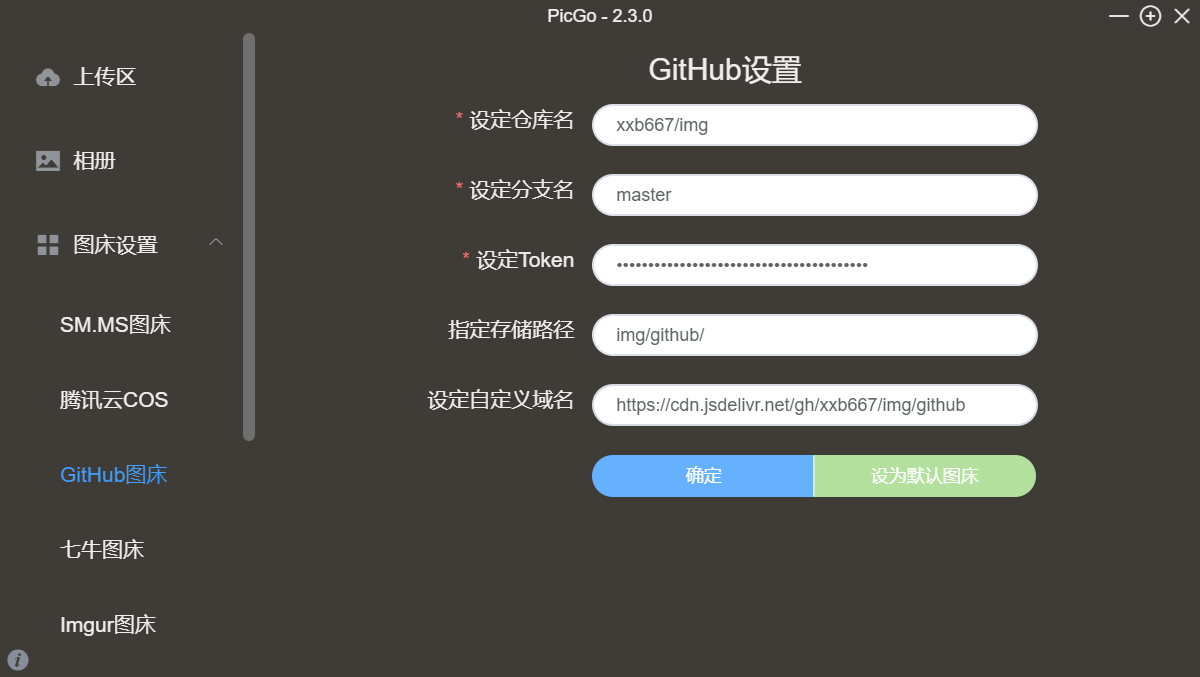 PicGo - 2.3.0
上传区
相册
图床设置
SM.MS图床
腾讯云COS
GitHub图床
七牛图床
Imgur图床
GitHub设置
* 设定仓库名
xxb667/img
* 设定分支名
master
* 设定Token
••••••••••••••••••••••••••••••••••••••••
指定存储路径
img/github/
设定自定义域名
https://cdn.jsdelivr.net/gh/xxb667/img/github
确定
设为默认图床